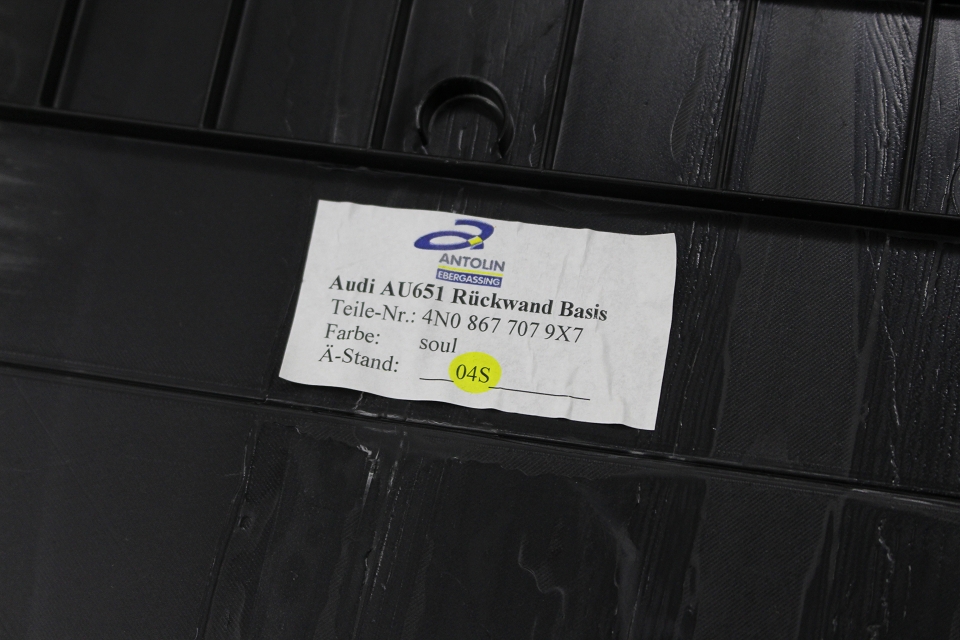 ANTOLIN
EBERGASSING
Audi AU651 Rückwand Basis
Teile-Nr.: 4N0 867 707 9X7
Farbe: soul
Ä-Stand: 04S